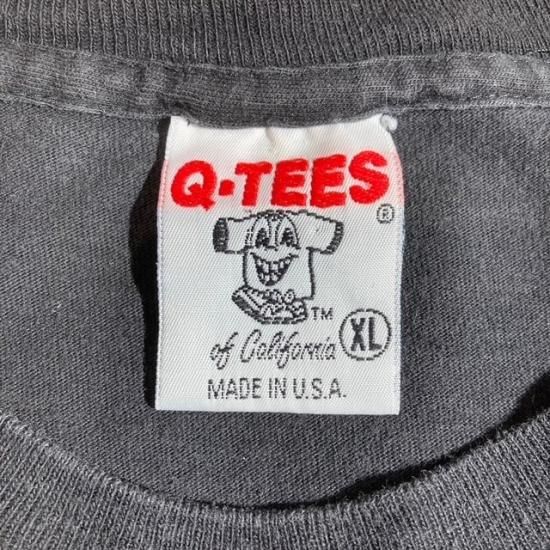 Q-TEES
®
TM
of California XL
MADE IN U.S.A.